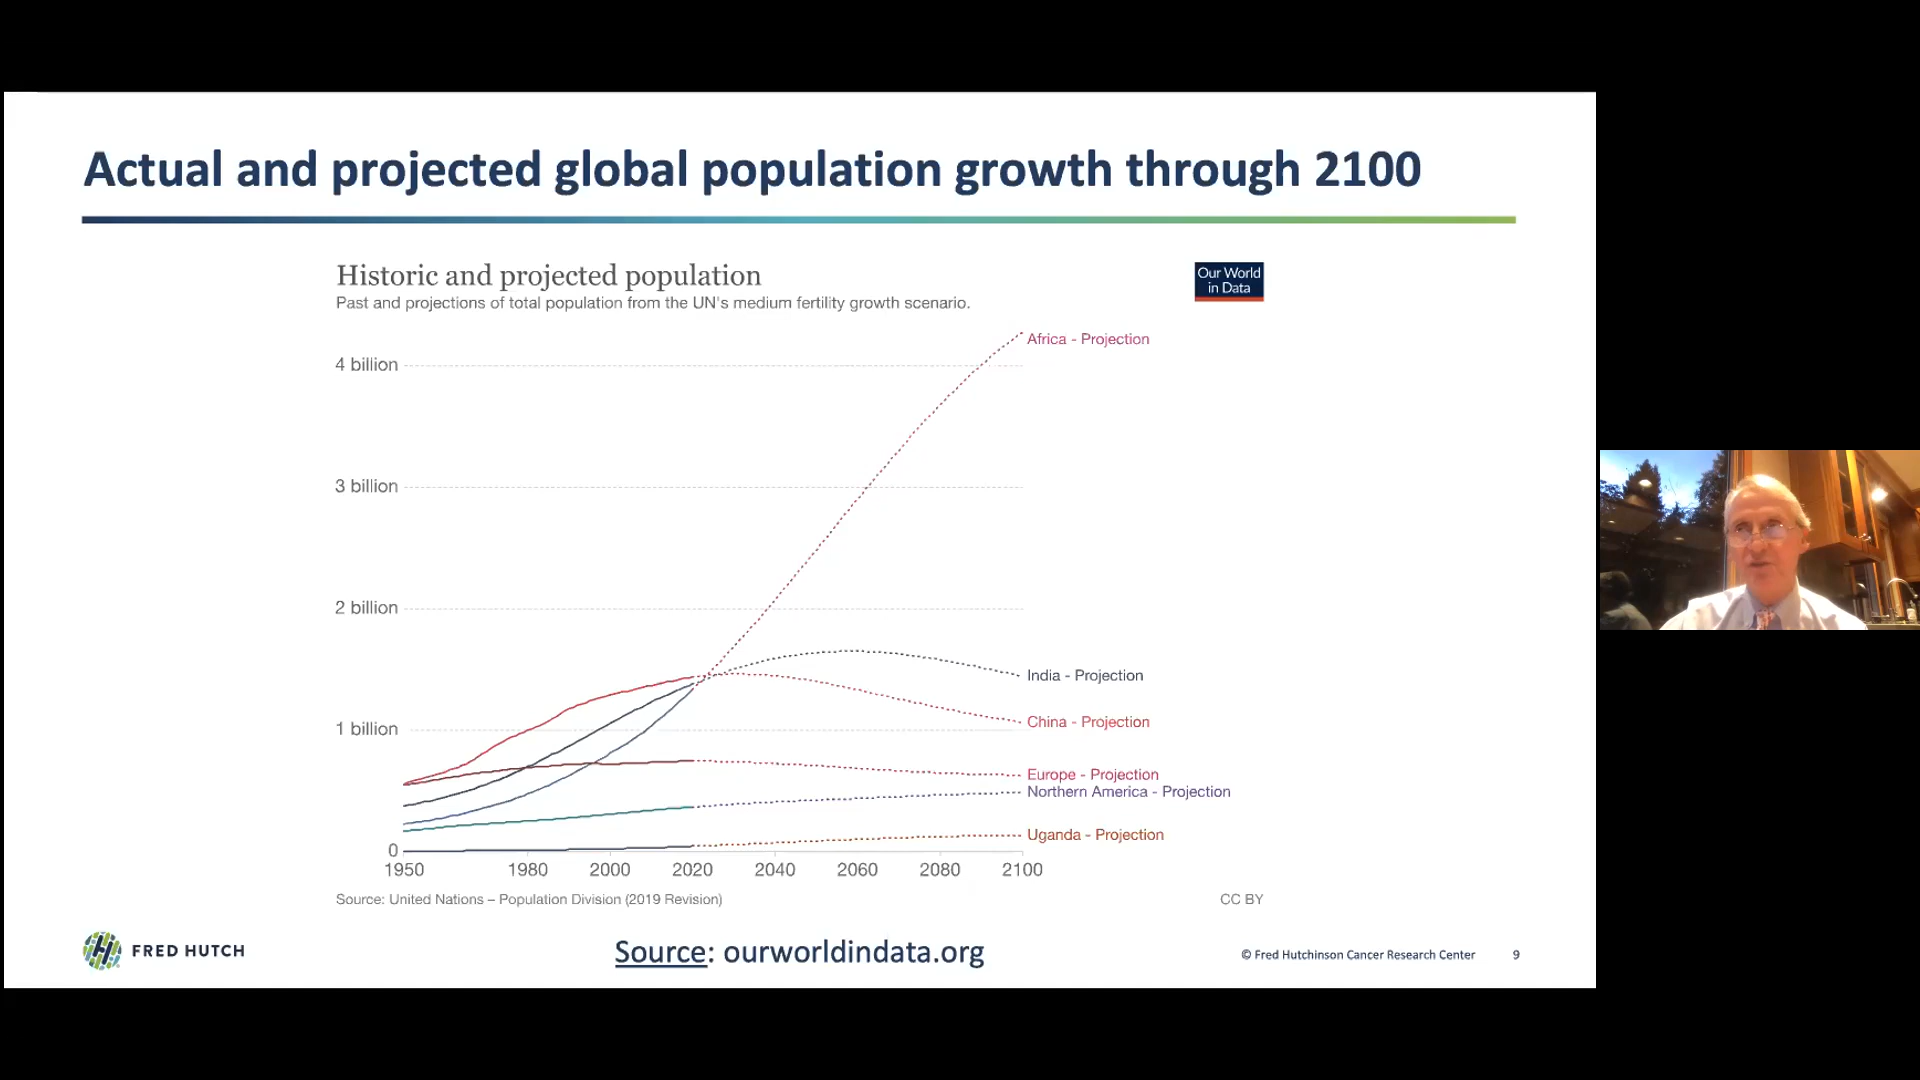 Actual and projected global population growth through 2100
Historic and projected population
Past and projections of total population from the UN's medium fertility growth scenario.
Our World
in Data
Africa - Projection
4 billion
3 billion
2 billion
India - Projection
China - Projection
1 billion
Europe - Projection
Northern America - Projection
Uganda - Projection
0
1950 1980 2000 2020 2040 2060 2080 2100
Source: United Nations – Population Division (2019 Revision)
CC BY
FRED HUTCH
Source: ourworldindata.org
© Fred Hutchinson Cancer Research Center
9